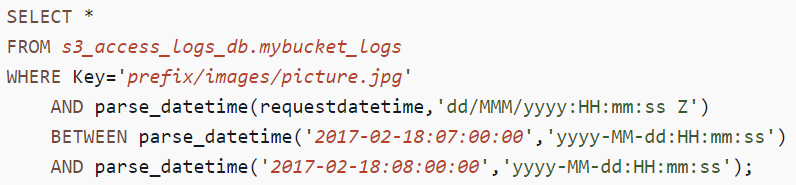 SELECT *
FROM s3_access_logs_db.mybucket_logs
WHERE Key='prefix/images/picture.jpg'
    AND parse_datetime(requestdatetime,'dd/MMM/yyyy:HH:mm:ss Z')
    BETWEEN parse_datetime('2017-02-18:07:00:00','yyyy-MM-dd:HH:mm:ss')
    AND parse_datetime('2017-02-18:08:00:00','yyyy-MM-dd:HH:mm:ss');